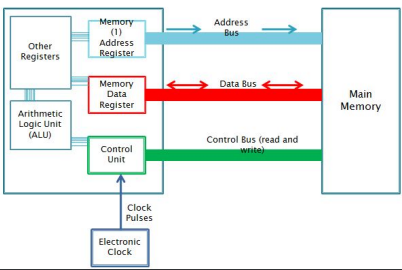 Other
Registers
Memory
(1)
Address
Register
Address
Bus
Memory
Data
Register
Data Bus
Main
Memory
Arithmetic
Logic Unit
(ALU)
Control
Unit
Control Bus (read and
write)
Clock
Pulses
Electronic
Clock